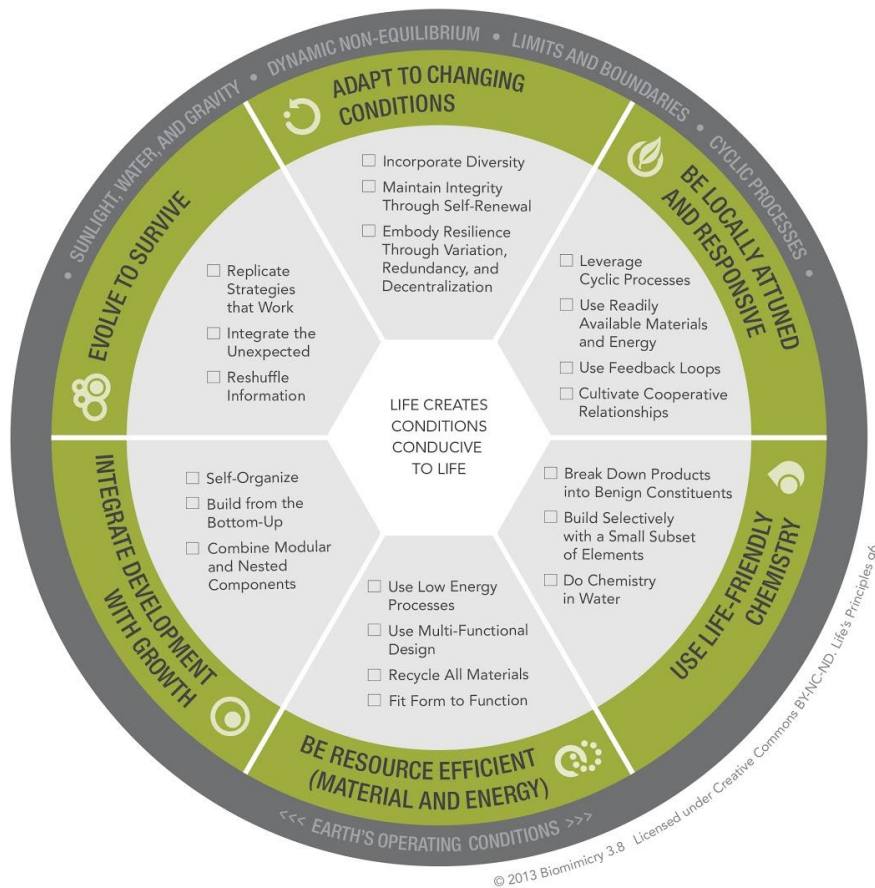 • SUNLIGHT, WATER, AND GRAVITY • DYNAMIC NON-EQUILIBRIUM • LIMITS AND BOUNDARIES • CYCLIC PROCESSES •
ADAPT TO CHANGING
CONDITIONS
Incorporate Diversity
Maintain Integrity
Through Self-Renewal
Embody Resilience
Through Variation,
Redundancy, and
Decentralization
BE LOCALLY ATTUNED
AND RESPONSIVE
Leverage
Cyclic Processes
Use Readily
Available Materials
and Energy
Use Feedback Loops
Cultivate Cooperative
Relationships
USE LIFE-FRIENDLY
CHEMISTRY
Break Down Products
into Benign Constituents
Build Selectively
with a Small Subset
of Elements
Do Chemistry
in Water
BE RESOURCE EFFICIENT
(MATERIAL AND ENERGY)
Use Low Energy
Processes
Use Multi-Functional
Design
Recycle All Materials
Fit Form to Function
INTEGRATE DEVELOPMENT
WITH GROWTH
Self-Organize
Build from the
Bottom-Up
Combine Modular
and Nested
Components
EVOLVE TO SURVIVE
Replicate
Strategies
that Work
Integrate the
Unexpected
Reshuffle
Information
LIFE CREATES
CONDITIONS
CONDUCIVE
TO LIFE
<<< EARTH'S OPERATING CONDITIONS >>>
© 2013 Biomimicry 3.8 Licensed under Creative Commons BY-NC-ND. Life's Principles